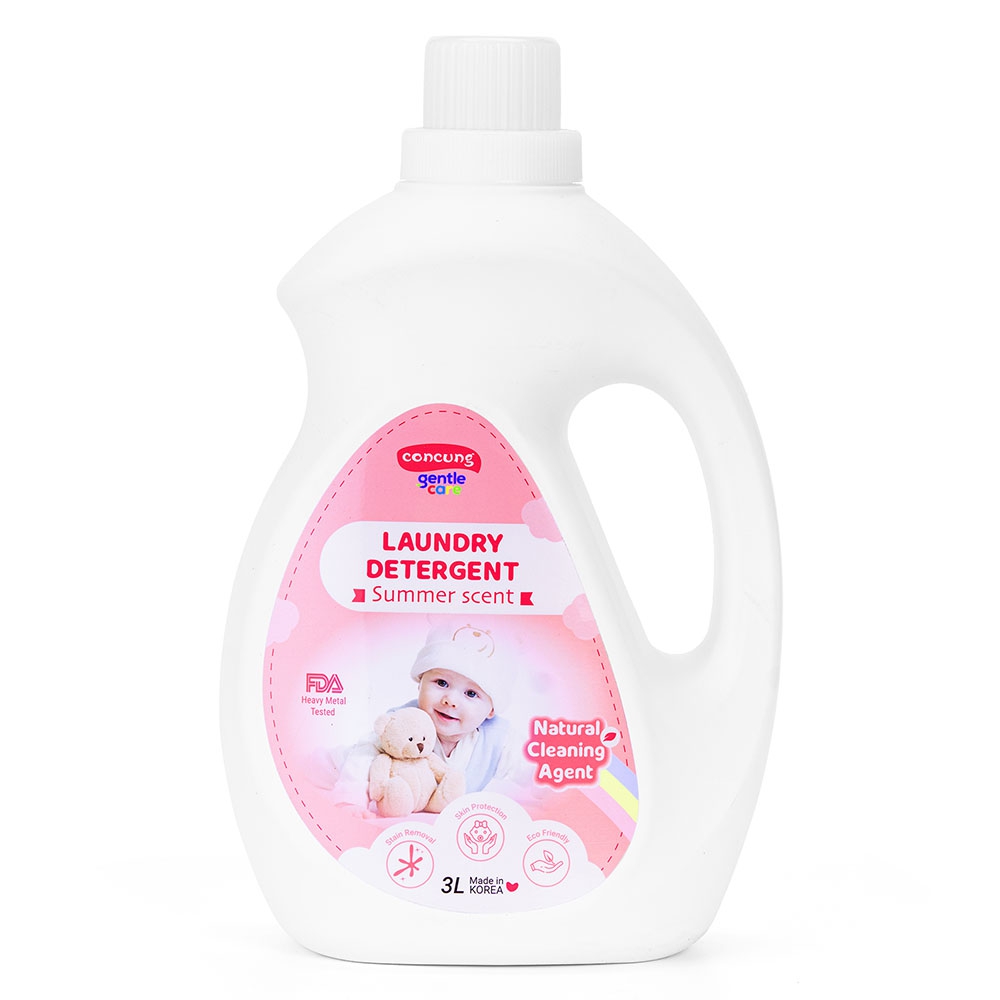 concung
gentle
care
LAUNDRY
DETERGENT
Summer scent
FDA
Heavy Metal
Tested
Natural
Cleaning
Agent
Stain Removal
Skin Protection
Eco Friendly
3L Made in
KOREA